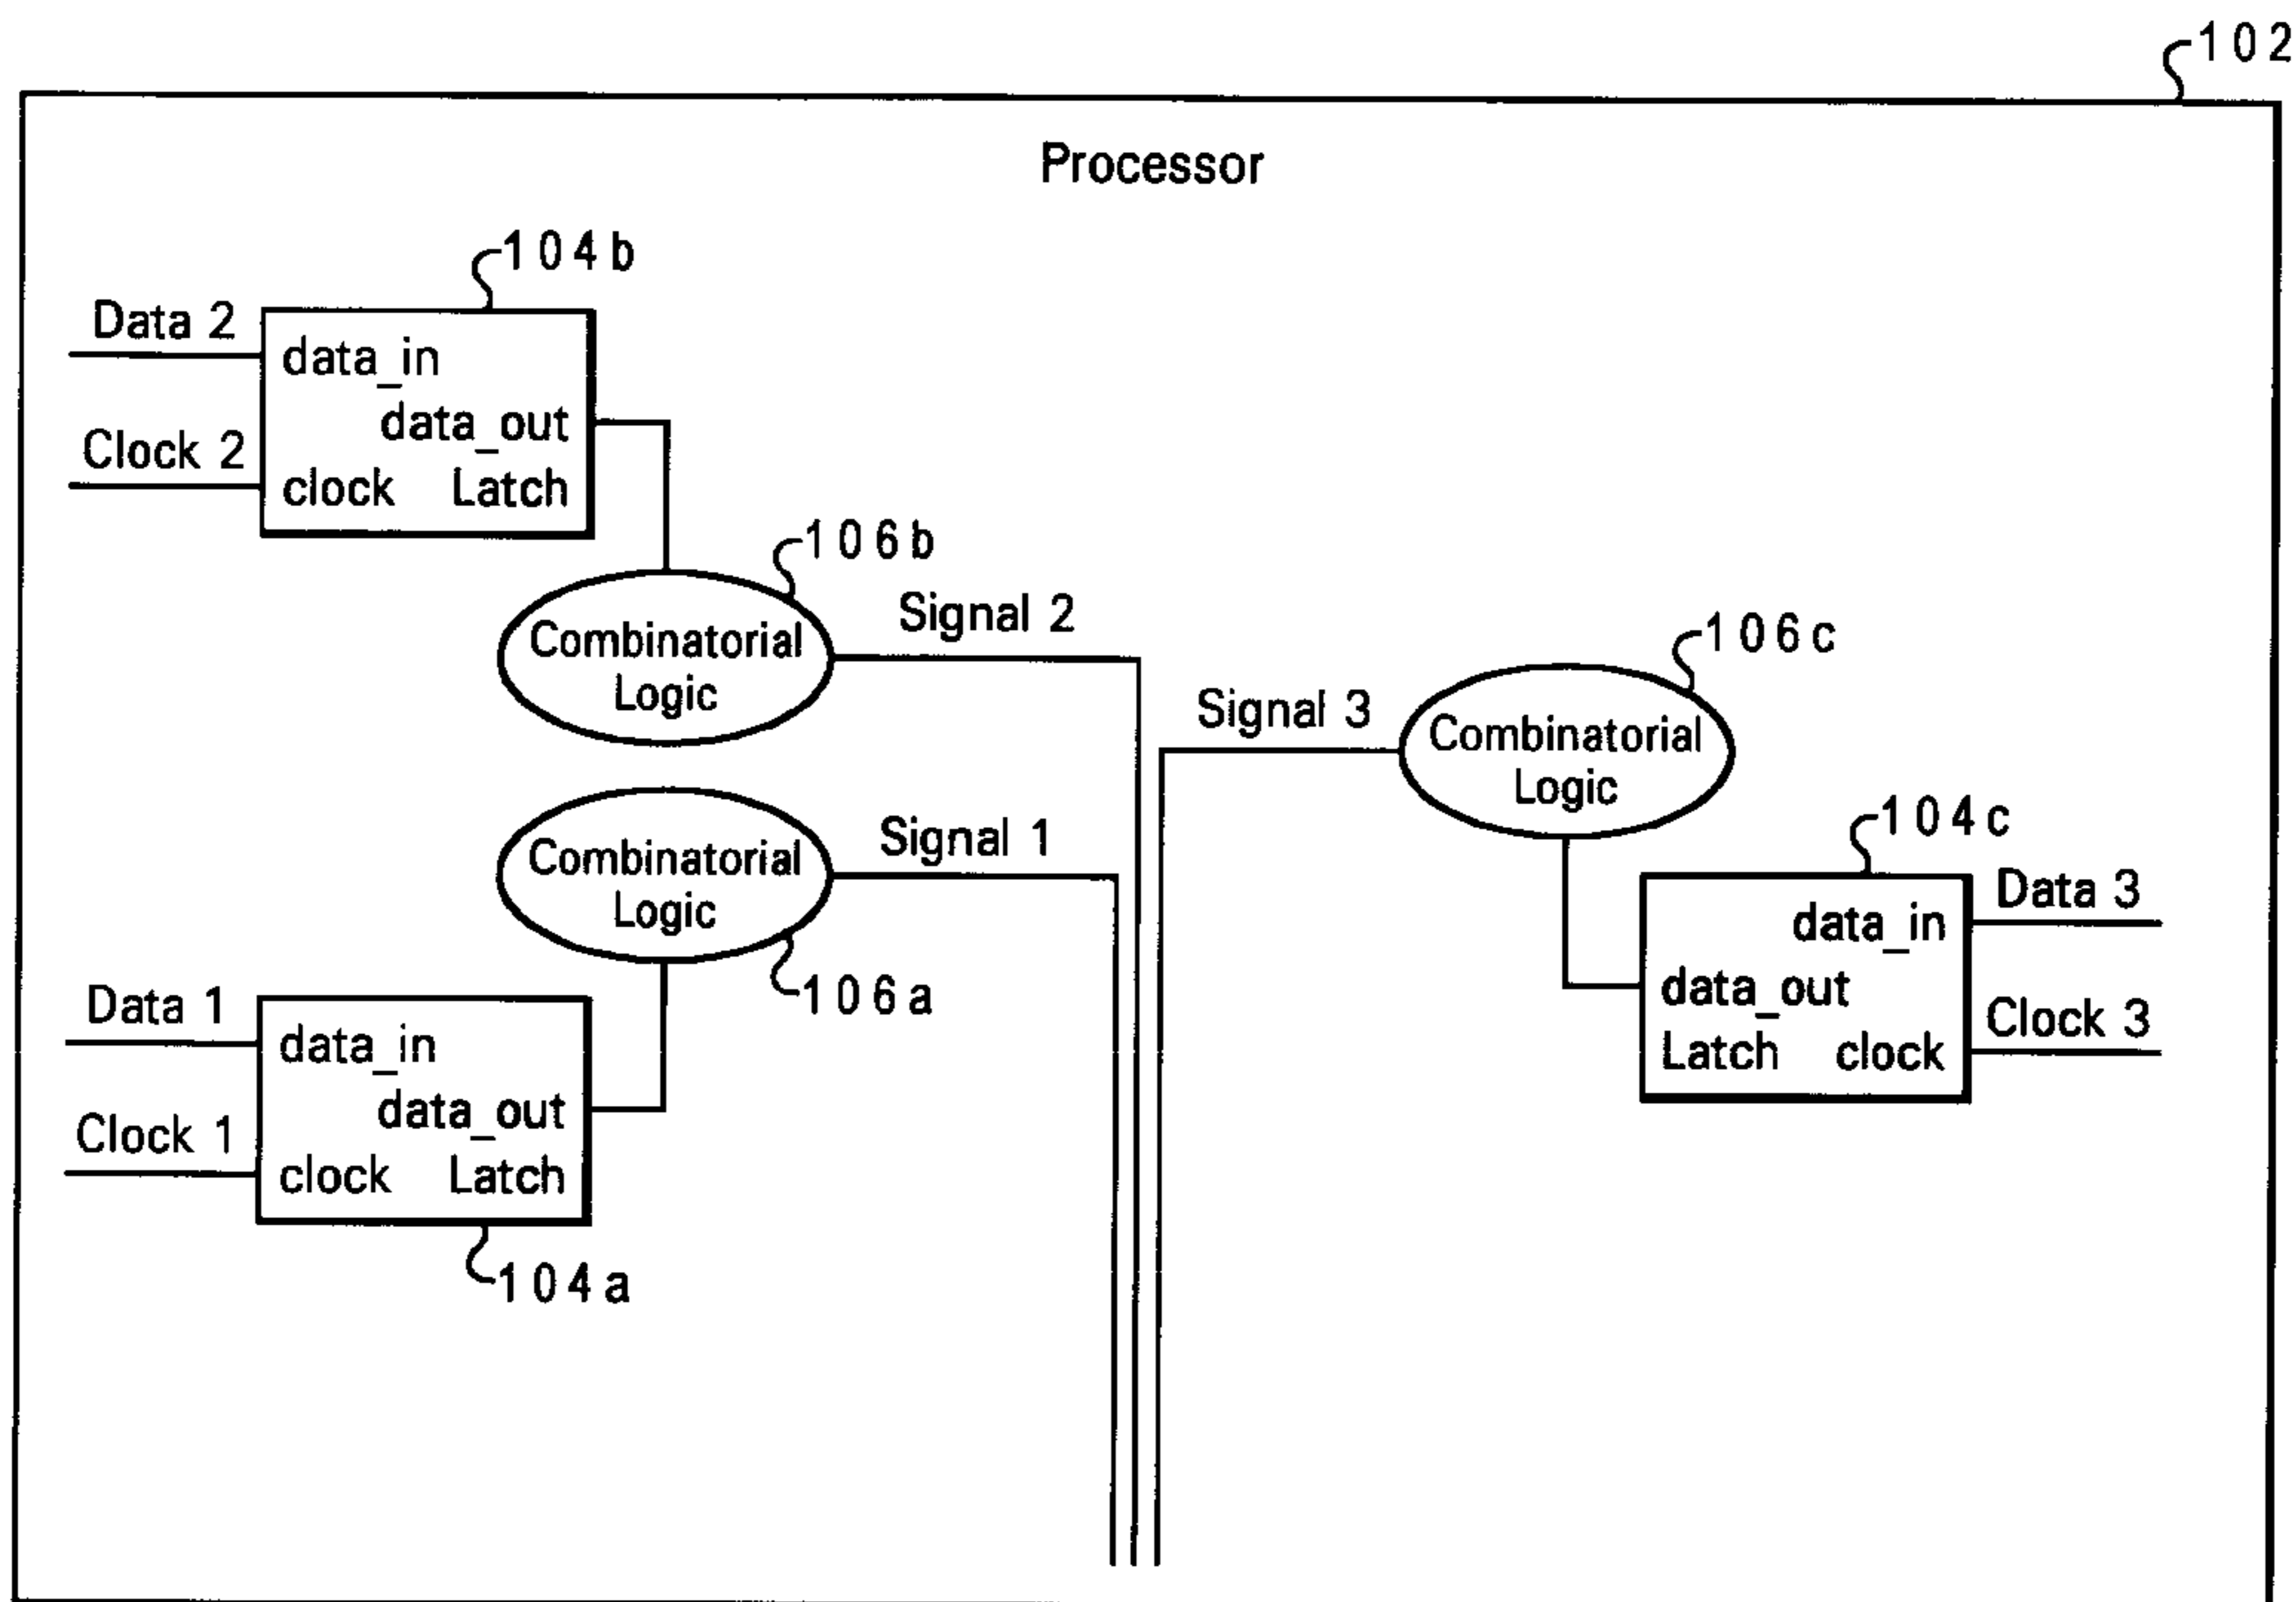 102
Processor
104b
Data 2
data_in
data_out
Clock 2
clock Latch
106b
Combinatorial
Logic
Signal 2
106c
Signal 3
Combinatorial
Logic
Combinatorial
Logic
Signal 1
106a
104c
Data 3
data_in
data_out
Clock 3
Latch clock
Data 1
data_in
data_out
Clock 1
clock Latch
104a